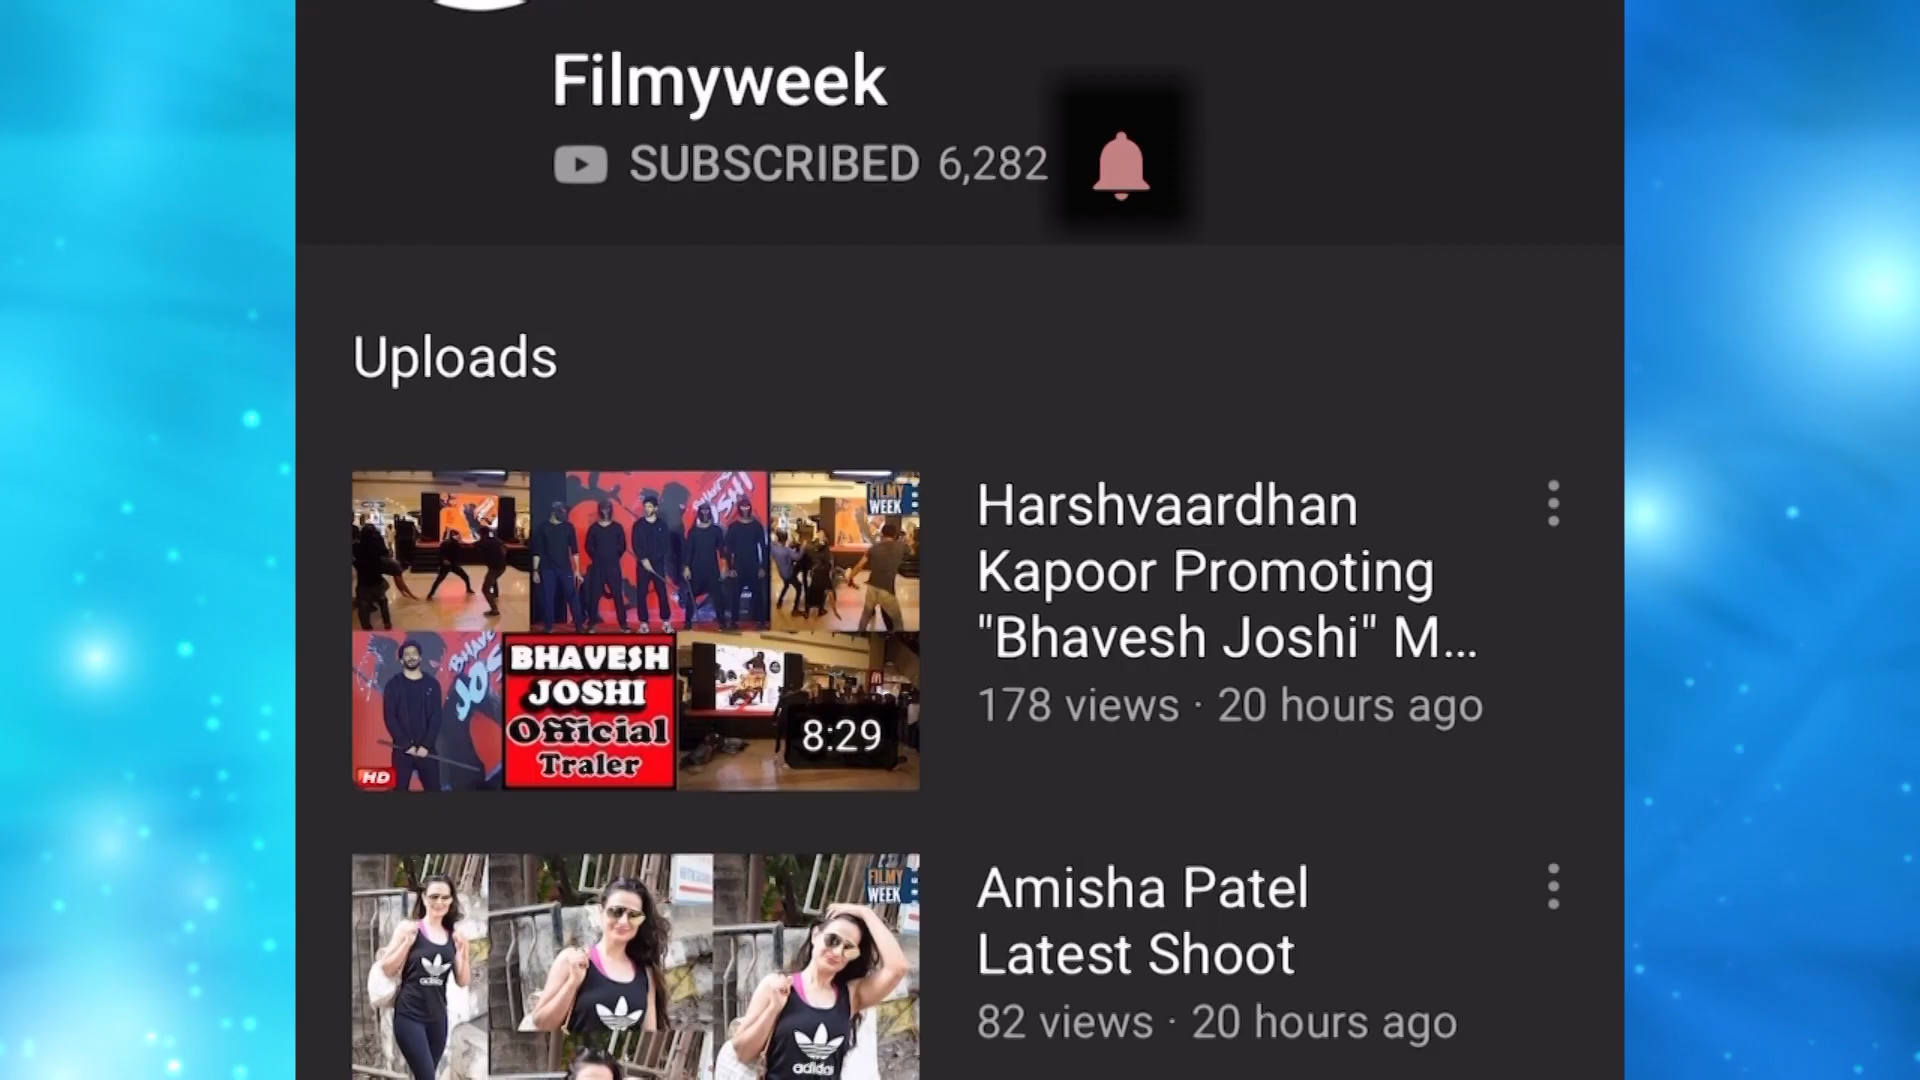 Filmyweek
SUBSCRIBED 6,282
Uploads
FILMY
WEEK
BHAVESH
JOSHI
Official
Traler
HD
8:29
Harshvaardhan
Kapoor Promoting
"Bhavesh Joshi" M...
178 views · 20 hours ago
FILMY
WEEK
adidas
Amisha Patel
Latest Shoot
82 views · 20 hours ago